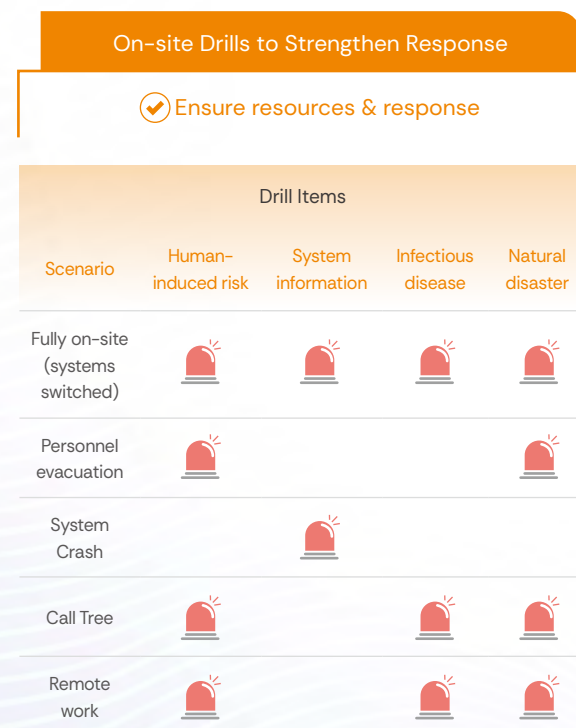 On-site Drills to Strengthen Response
Ensure resources & response
Drill Items
Scenario
Human-
induced risk
System
information
Infectious
disease
Natural
disaster
Fully on-site
(systems
switched)
Personnel
evacuation
System
Crash
Call Tree
Remote
work